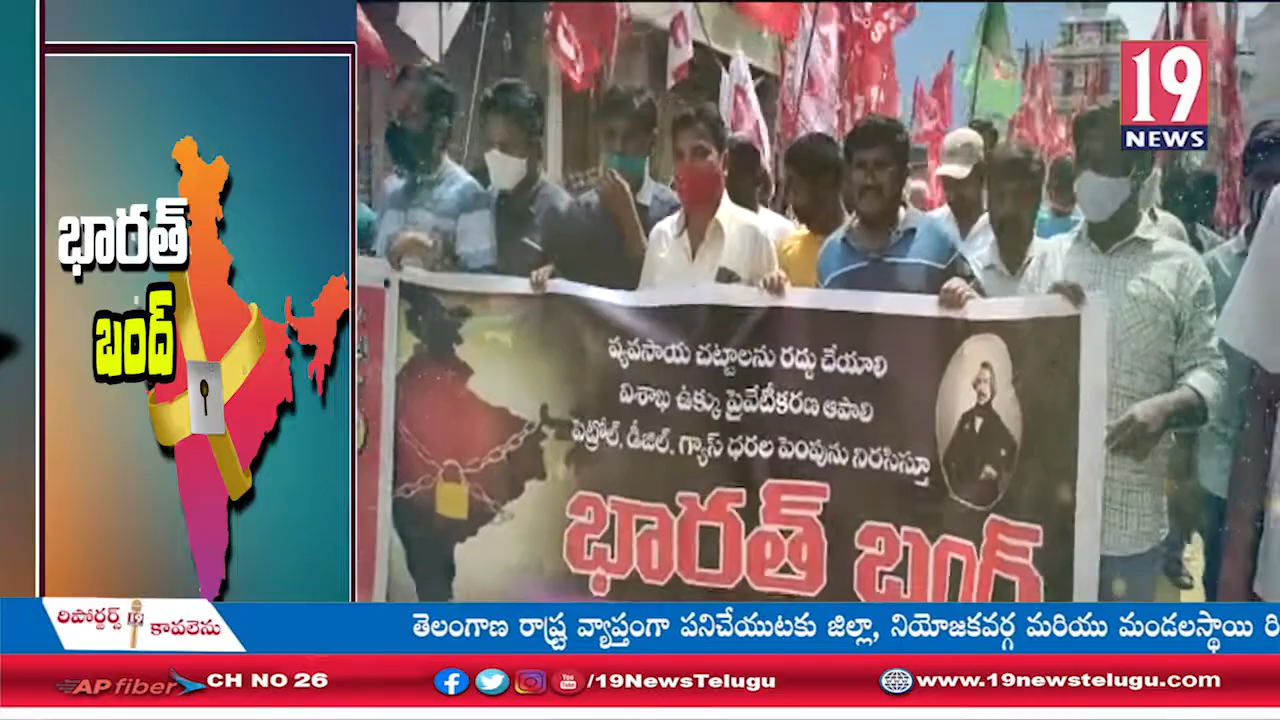 భారత్
బంద్
19
NEWS
వ్యవసాయ చట్టాలను రద్దు చేయాలి
విశాఖ ఉక్కు ప్రైవేటీకరణ ఆపాలి
పెట్రోల్, డీజిల్, గ్యాస్ ధరల పెంపును నిరసిస్తూ
భారత్ బంద్
రిపోర్టర్స్ కావలెను
తెలంగాణ రాష్ట్ర వ్యాప్తంగా పనిచేయుటకు జిల్లా, నియోజకవర్గ మరియు మండలస్థాయి రి
AP fiber CH NO 26
/19NewsTelugu
www.19newstelugu.com